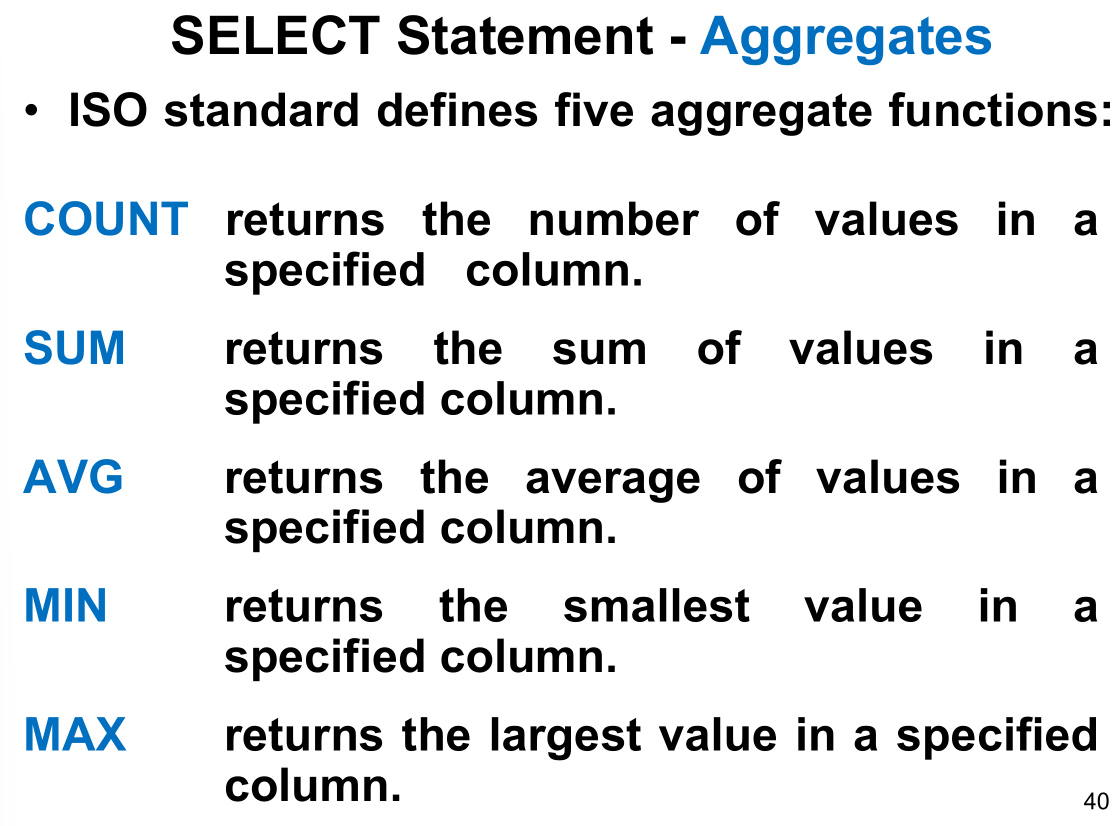 SELECT Statement - Aggregates
• ISO standard defines five aggregate functions:
COUNT returns the number of values in a
specified column.
SUM returns the sum of values in a
specified column.
AVG returns the average of values in a
specified column.
MIN returns the smallest value in a
specified column.
MAX returns the largest value in a specified
column.
40